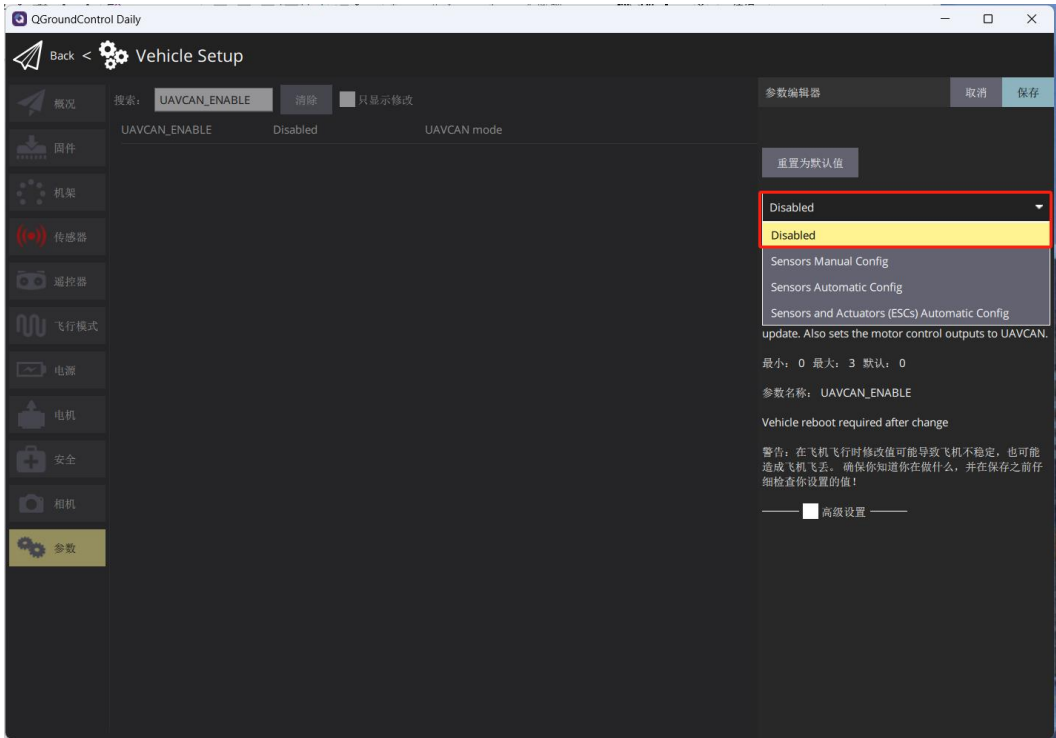 QGroundControl Daily
Back < Vehicle Setup
概况
固件
机架
传感器
遥控器
飞行模式
电源
电机
安全
相机
参数
搜索： UAVCAN_ENABLE 清除 只显示修改
UAVCAN_ENABLE Disabled UAVCAN mode
参数编辑器 取消 保存
重置为默认值
Disabled
Disabled
Sensors Manual Config
Sensors Automatic Config
Sensors and Actuators (ESCs) Automatic Config
update. Also sets the motor control outputs to UAVCAN.
最小： 0 最大： 3 默认： 0
参数名称： UAVCAN_ENABLE
Vehicle reboot required after change
警告：在飞机飞行时修改值可能导致飞机不稳定，也可能
造成飞机飞丢。 确保你知道你在做什么，并在保存之前仔
细检查你设置的值！
高级设置